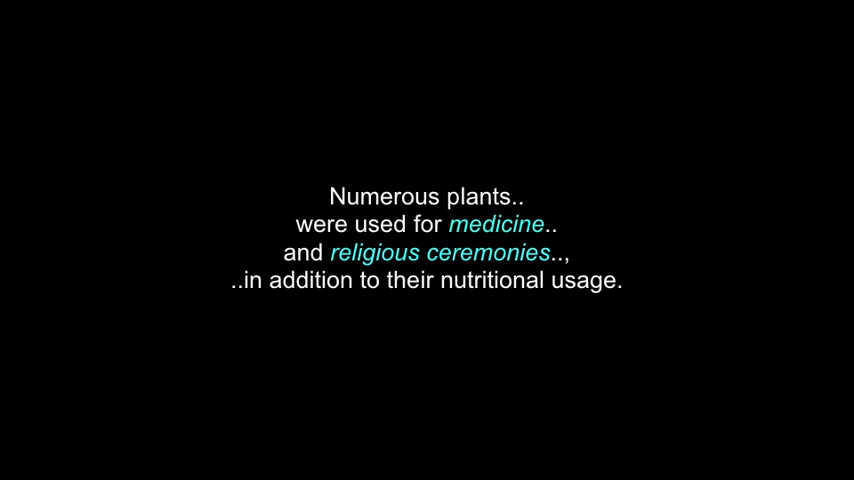 Numerous plants..
were used for medicine..
and religious ceremonies..,
..in addition to their nutritional usage.